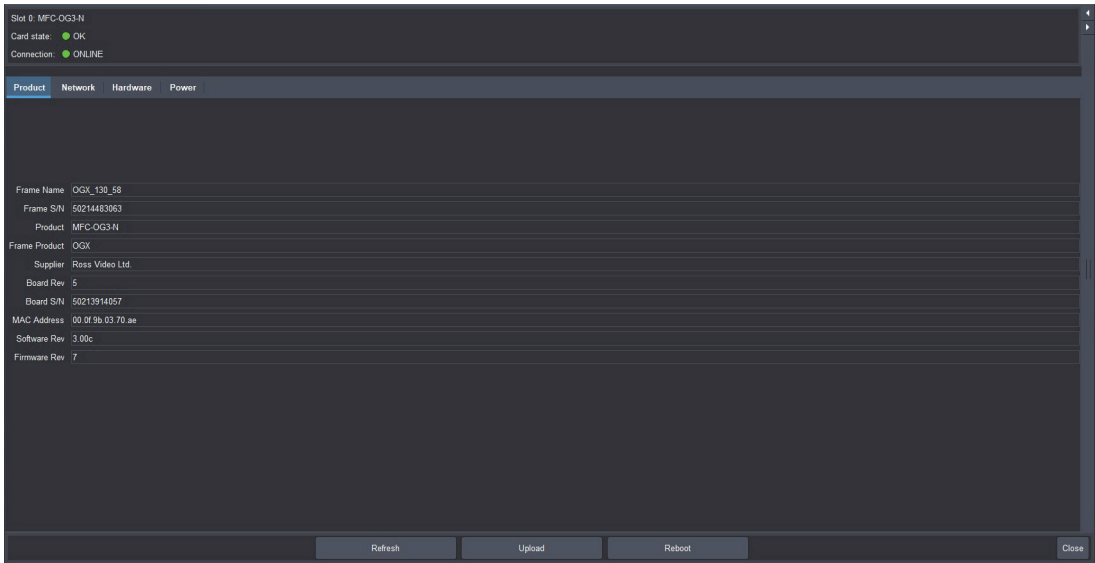 Slot 0: MFC-OG3-N
Card state: OK
Connection: ONLINE
Product Network Hardware Power
Frame Name OGX_130_58
Frame S/N 50214483063
Product MFC-OG3-N
Frame Product OGX
Supplier Ross Video Ltd.
Board Rev 5
Board S/N 50213914057
MAC Address 00.0f.9b.03.70.ae
Software Rev 3.00c
Firmware Rev 7
Refresh Upload Reboot Close